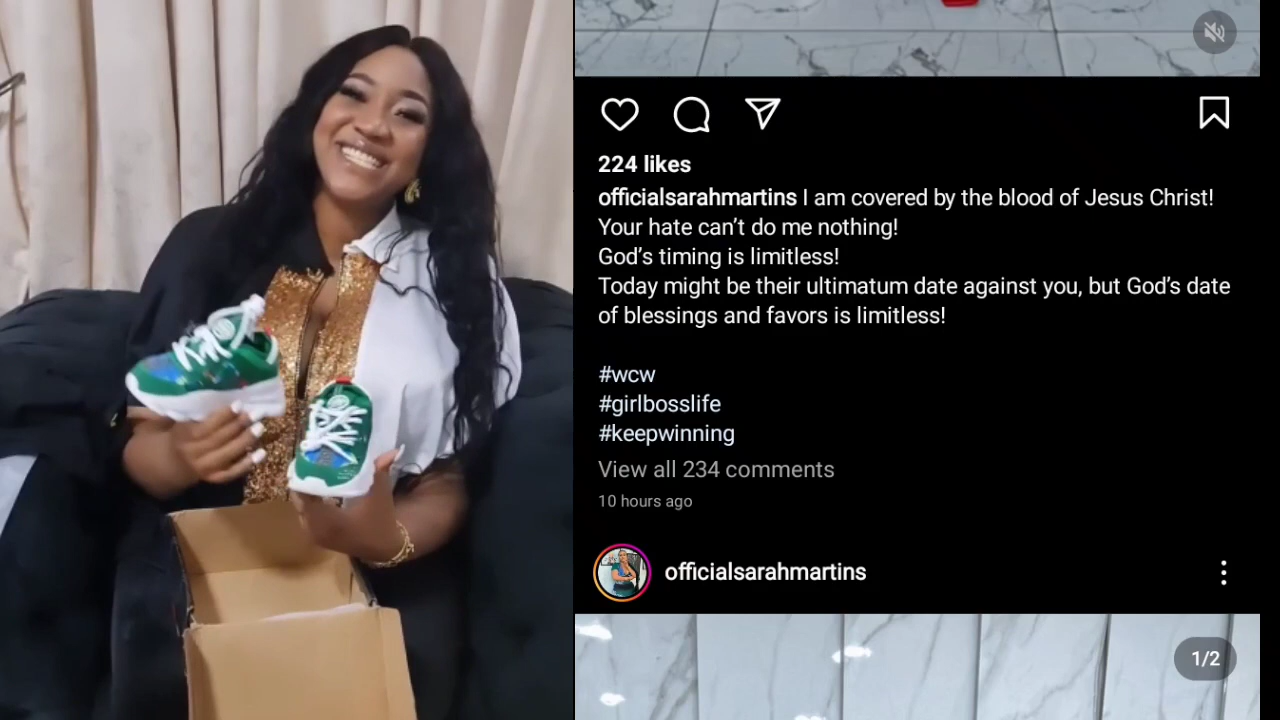 224 likes
officialsarahmartins I am covered by the blood of Jesus Christ!
Your hate can’t do me nothing!
God’s timing is limitless!
Today might be their ultimatum date against you, but God’s date
of blessings and favors is limitless!
#wcw
#girlbosslife
#keepwinning
View all 234 comments
10 hours ago
officialsarahmartins
1/2